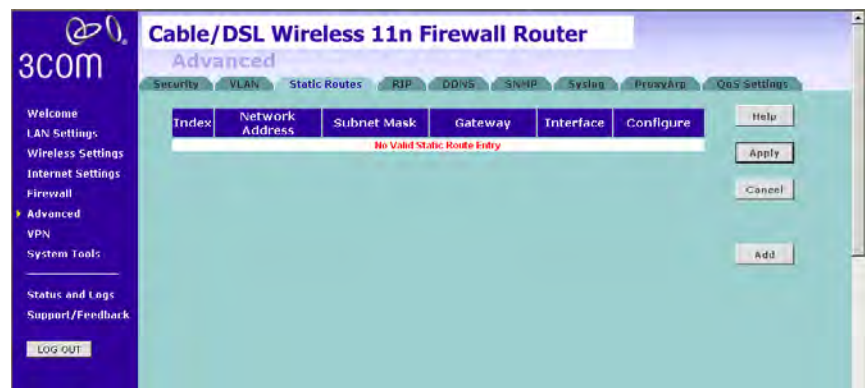 3COM
Cable/DSL Wireless 11n Firewall Router
Advanced
Security VLAN Static Routes RIP DDNS SNMP Syslog ProxyArp QoS Settings
Welcome
LAN Settings
Wireless Settings
Internet Settings
Firewall
Advanced
VPN
System Tools
Status and Logs
Support/Feedback
LOG OUT
Index Network Address Subnet Mask Gateway Interface Configure
No Valid Static Route Entry
Help
Apply
Cancel
Add